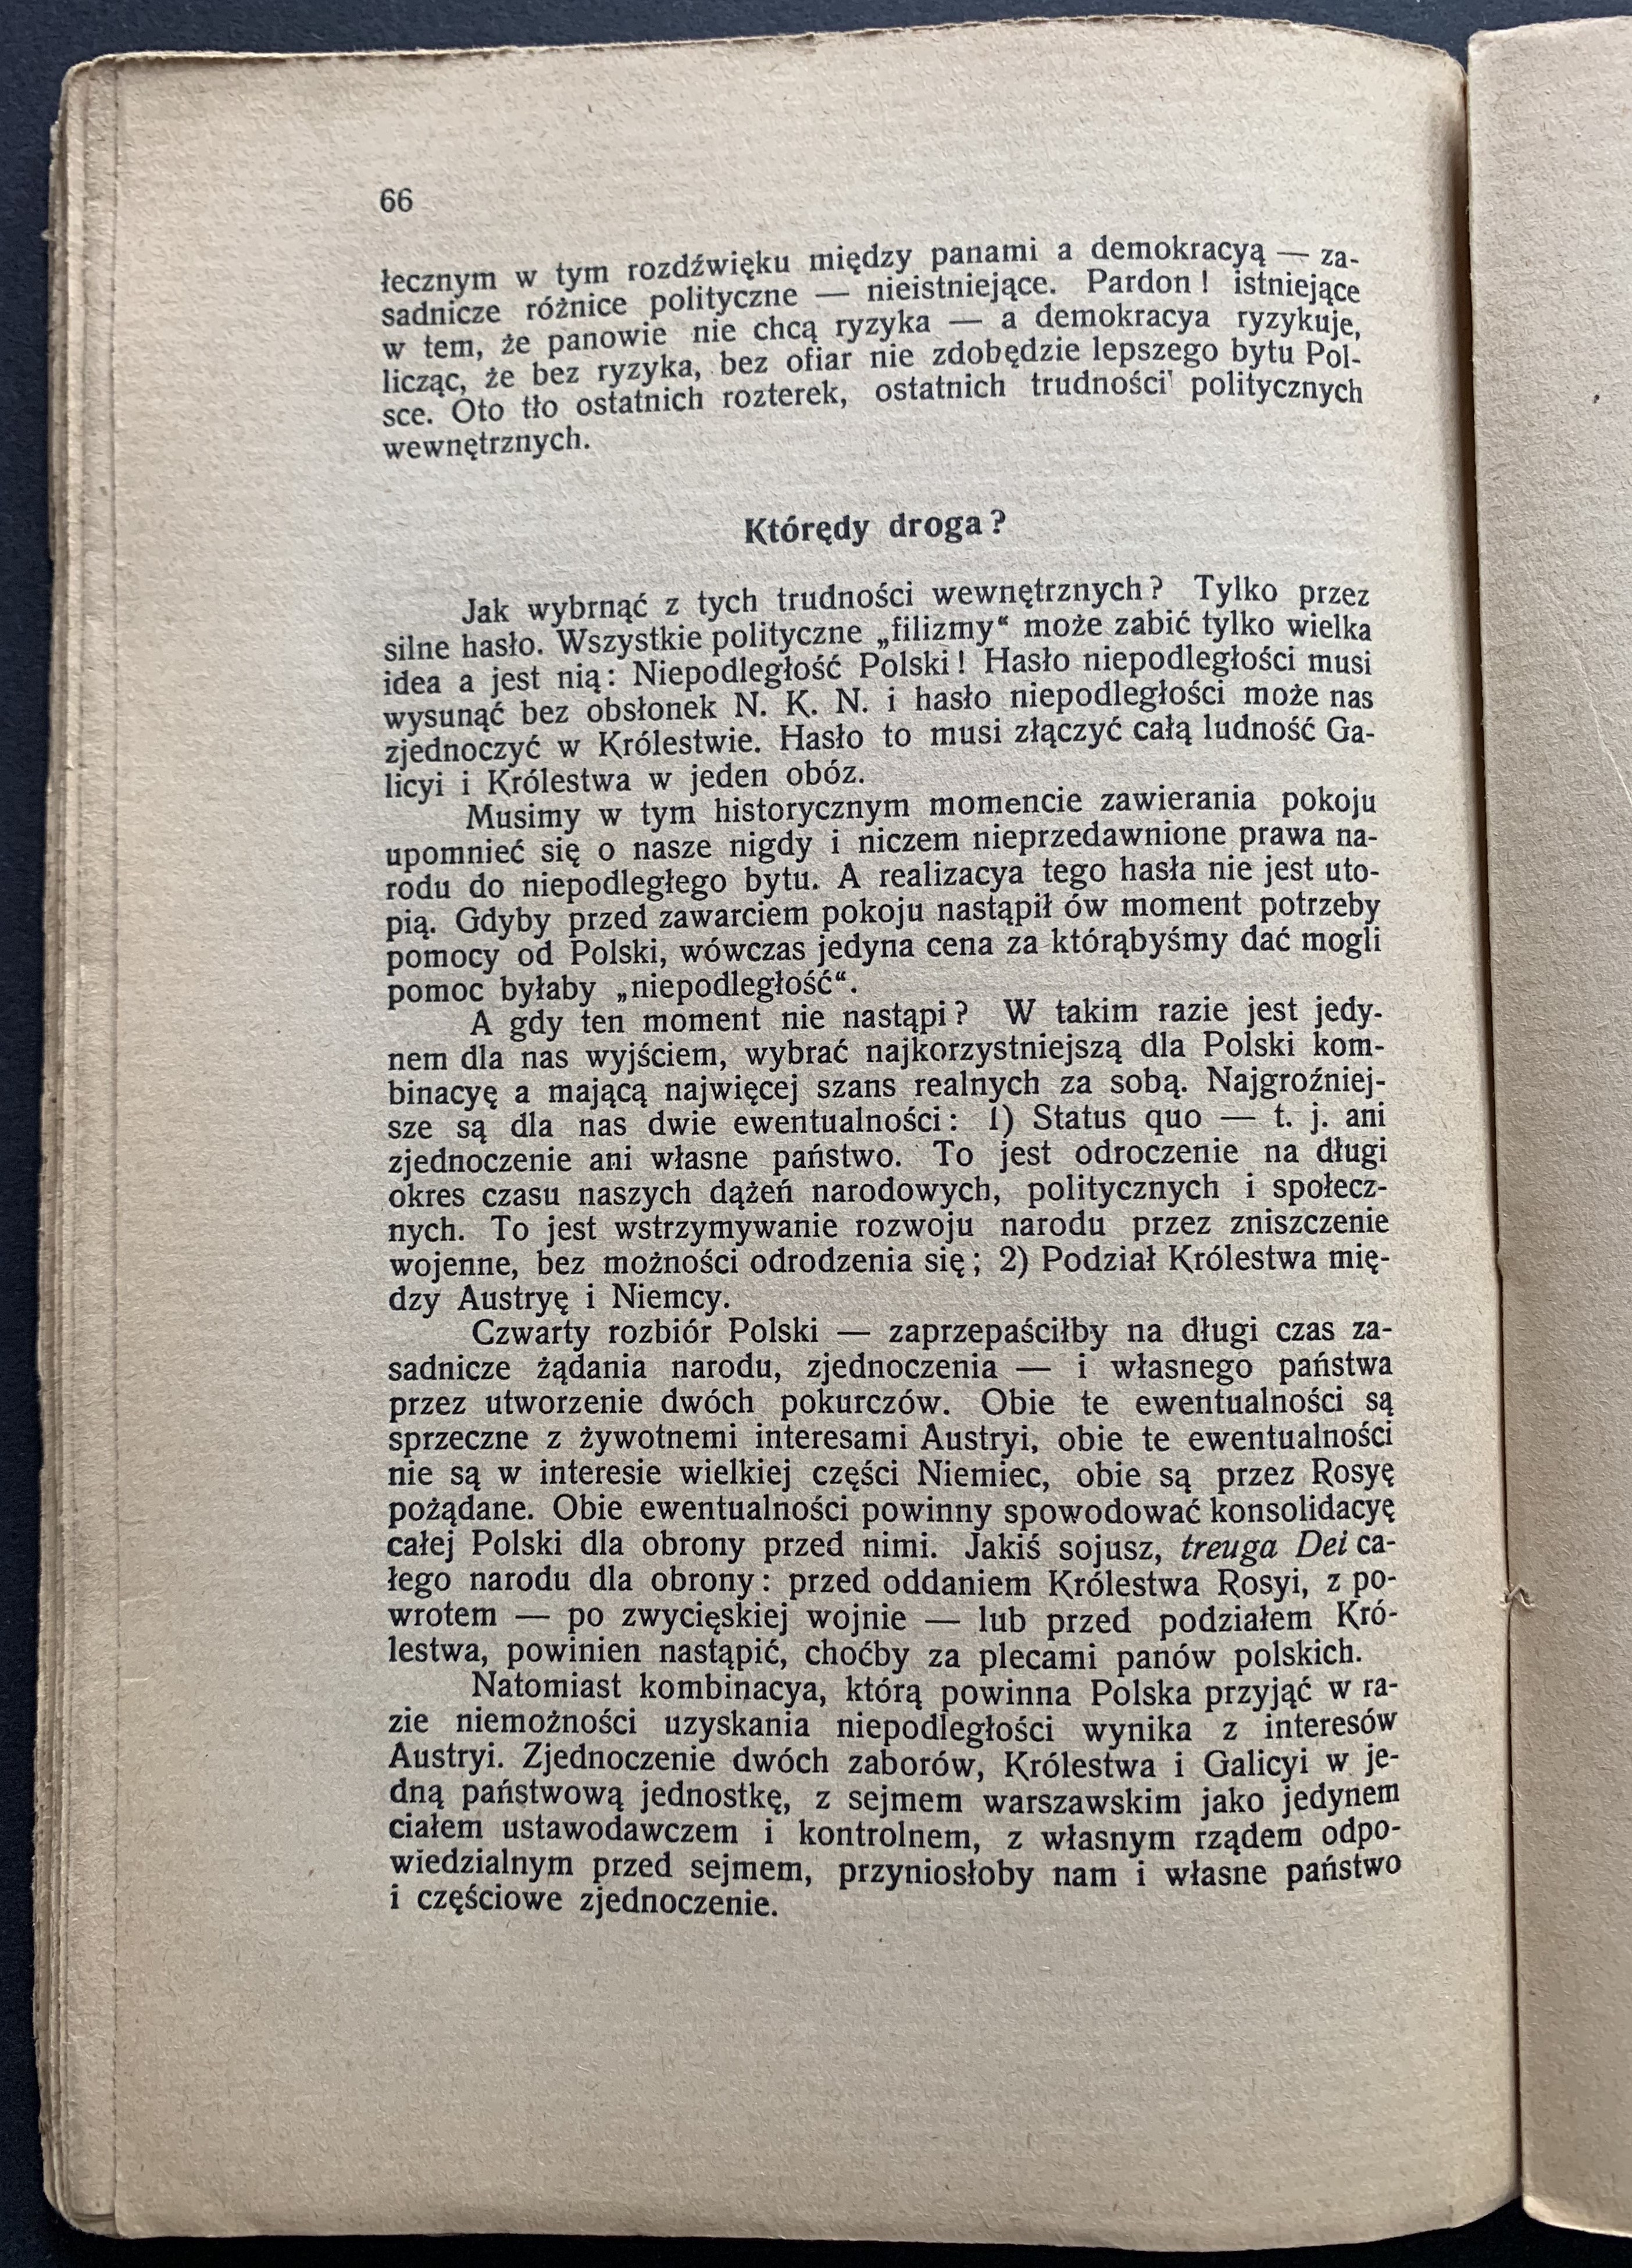 66
łecznym w tym rozdźwięku między panami a demokracyą — za-
sadnicze różnice polityczne — nieistniejące. Pardon! istniejące
w tem, że panowie nie chcą ryzyka — a demokracya ryzykuje,
licząc, że bez ryzyka, bez ofiar nie zdobędzie lepszego bytu Pol-
sce. Oto tło ostatnich rozterek, ostatnich trudności politycznych
wewnętrznych.
Którędy droga?
Jak wybrnąć z tych trudności wewnętrznych? Tylko przez
silne hasło. Wszystkie polityczne „filizmy“ może zabić tylko wielka
idea a jest nią: Niepodległość Polski! Hasło niepodległości musi
wysunąć bez obsłonek N. K. N. i hasło niepodległości może nas
zjednoczyć w Królestwie. Hasło to musi złączyć całą ludność Ga-
licyi i Królestwa w jeden obóz.
Musimy w tym historycznym momencie zawierania pokoju
upomnieć się o nasze nigdy i niczem nieprzedawnione prawa na-
rodu do niepodległego bytu. A realizacya tego hasła nie jest uto-
pią. Gdyby przed zawarciem pokoju nastąpił ów moment potrzeby
pomocy od Polski, wówczas jedyna cena za którąbyśmy dać mogli
pomoc byłaby „niepodległość“.
A gdy ten moment nie nastąpi? W takim razie jest jedy-
nem dla nas wyjściem, wybrać najkorzystniejszą dla Polski kom-
binacyę a mającą najwięcej szans realnych za sobą. Najgroźniej-
sze są dla nas dwie ewentualności: 1) Status quo — t. j. ani
zjednoczenie ani własne państwo. To jest odroczenie na długi
okres czasu naszych dążeń narodowych, politycznych i społecz-
nych. To jest wstrzymywanie rozwoju narodu przez zniszczenie
wojenne, bez możności odrodzenia się; 2) Podział Królestwa mię-
dzy Austryę i Niemcy.
Czwarty rozbiór Polski — zaprzepaściłby na długi czas za-
sadnicze żądania narodu, zjednoczenia — i własnego państwa
przez utworzenie dwóch pokurczów. Obie te ewentualności są
sprzeczne z żywotnemi interesami Austryi, obie te ewentualności
nie są w interesie wielkiej części Niemiec, obie są przez Rosyę
pożądane. Obie ewentualności powinny spowodować konsolidacyę
całej Polski dla obrony przed nimi. Jakiś sojusz, treuga Dei ca-
łego narodu dla obrony: przed oddaniem Królestwa Rosyi, z po-
wrotem — po zwycięskiej wojnie — lub przed podziałem Kró-
lestwa, powinien nastąpić, choćby za plecami panów polskich.
Natomiast kombinacya, którą powinna Polska przyjąć w ra-
zie niemożności uzyskania niepodległości wynika z interesów
Austryi. Zjednoczenie dwóch zaborów, Królestwa i Galicyi w je-
dną państwową jednostkę, z sejmem warszawskim jako jedynem
ciałem ustawodawczem i kontrolnem, z własnym rządem odpo-
wiedzialnym przed sejmem, przyniosłoby nam i własne państwo
i częściowe zjednoczenie.